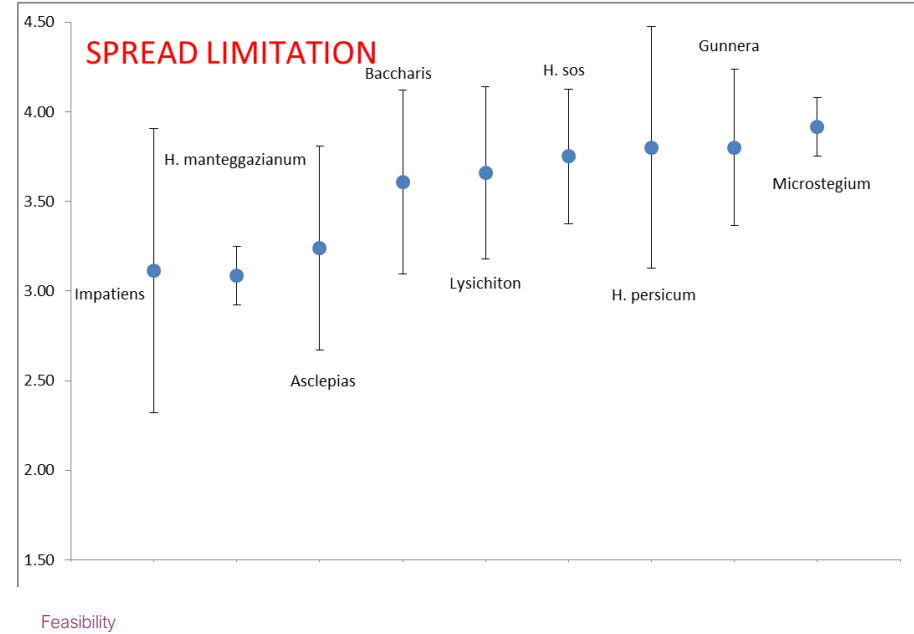 4.50
SPREAD LIMITATION
Gunnera
Baccharis
H. sos
4.00
H. manteggazianum
Microstegium
3.50
3.00
Impatiens
Lysichiton
H. persicum
2.50
Asclepias
2.00
1.50
Feasibility